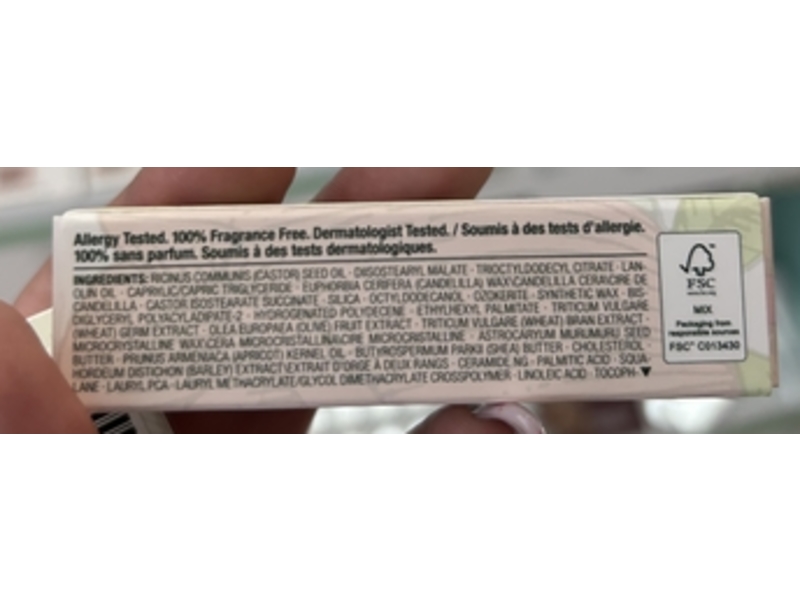 Allergy Tested. 100% Fragrance Free. Dermatologist Tested. / Soumis à des tests d'allergie.
100% sans parfum. Soumis à des tests dermatologiques.
INGREDIENTS: RICINUS COMMUNIS (CASTOR) SEED OIL · DIISOSTEARYL MALATE · TRIOCTYLDODECYL CITRATE · LAN-
OLIN OIL · CAPRYLIC/CAPRIC TRIGLYCERIDE · EUPHORBIA CERIFERA (CANDELILLA) WAX\CANDELILLA CERA\CIRE DE
CANDELILLA · CASTOR ISOSTEARATE SUCCINATE · SILICA · OCTYLDODECANOL · OZOKERITE · SYNTHETIC WAX · BIS-
DIGLYCERYL POLYACYLADIPATE-2 · HYDROGENATED POLYDECENE · ETHYLHEXYL PALMITATE · TRITICUM VULGARE
(WHEAT) GERM EXTRACT · OLEA EUROPAEA (OLIVE) FRUIT EXTRACT · TRITICUM VULGARE (WHEAT) BRAN EXTRACT ·
MICROCRYSTALLINE WAX\CERA MICROCRISTALLINA\CIRE MICROCRISTALLINE · ASTROCARYUM MURUMURU SEED
BUTTER · PRUNUS ARMENIACA (APRICOT) KERNEL OIL · BUTYROSPERMUM PARKII (SHEA) BUTTER · CHOLESTEROL ·
HORDEUM DISTICHON (BARLEY) EXTRACT\EXTRAIT D'ORGE À DEUX RANGS · CERAMIDE NG · PALMITIC ACID · SQUA-
LANE · LAURYL PCA · LAURYL METHACRYLATE/GLYCOL DIMETHACRYLATE CROSSPOLYMER · LINOLEIC ACID · TOCOPH-▼
FSC™
www.fsc.org
MIX
Packaging from
responsible sources
FSC™ C013430